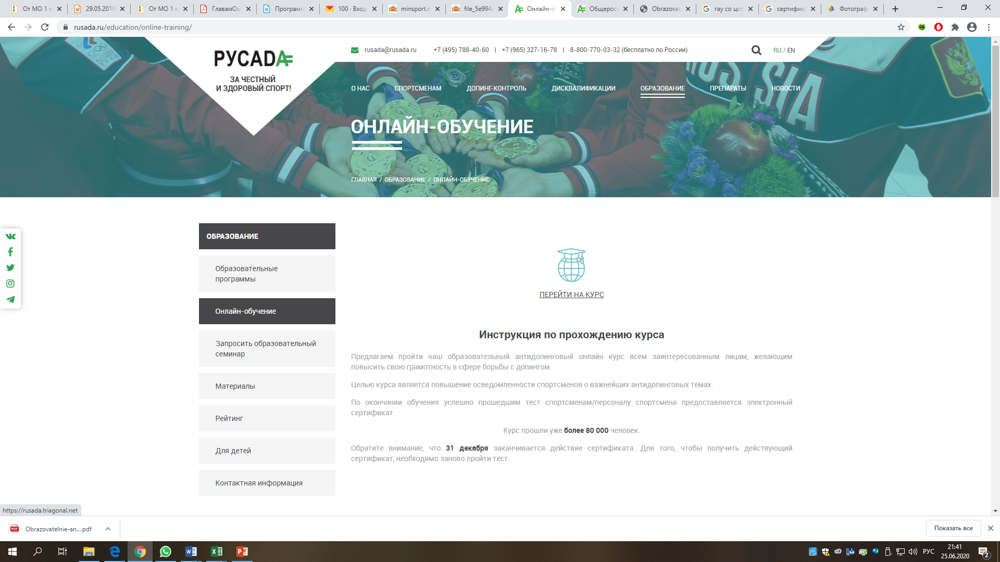 От МО 1 к
29.05.2019
От МО 1 к
ГлавамOu
Програм
100 · Вход
minsport.r
file_5e994
Онлайн-о
Общерос
Obrazovat
ray со цсп
сертифик
Фотограф
rusada.ru/education/online-training/
РУСАDA
ЗА ЧЕСТНЫЙ
И ЗДОРОВЫЙ СПОРТ!
rusada@rusada.ru
+7 (495) 788-40-60 | +7 (965) 327-16-78 | 8-800-770-03-32 (бесплатно по России)
RU / EN
О НАС
СПОРТСМЕНАМ
ДОПИНГ-КОНТРОЛЬ
ДИСКВАЛИФИКАЦИИ
ОБРАЗОВАНИЕ
ПРЕПАРАТЫ
НОВОСТИ
ОНЛАЙН-ОБУЧЕНИЕ
ГЛАВНАЯ / ОБРАЗОВАНИЕ / ОНЛАЙН-ОБУЧЕНИЕ
ОБРАЗОВАНИЕ
Образовательные
программы
Онлайн-обучение
Запросить образовательный
семинар
Материалы
Рейтинг
Для детей
Контактная информация
ПЕРЕЙТИ НА КУРС
Инструкция по прохождению курса
Предлагаем пройти наш образовательный антидопинговый онлайн курс всем заинтересованным лицам, желающим
повысить свою грамотность в сфере борьбы с допингом.
Целью курса является повышение осведомленности спортсменов о важнейших антидопинговых темах.
По окончании обучения успешно прошедшим тест спортсменам/персоналу спортсмена предоставляется электронный
сертификат.
Курс прошли уже более 80 000 человек.
Обратите внимание, что 31 декабря заканчивается действие сертификата. Для того, чтобы получить действующий
сертификат, необходимо заново пройти тест.
https://rusada.triagonal.net
Obrazovatelnie-an....pdf
Показать все
РУС
21:41
25.06.2020
2